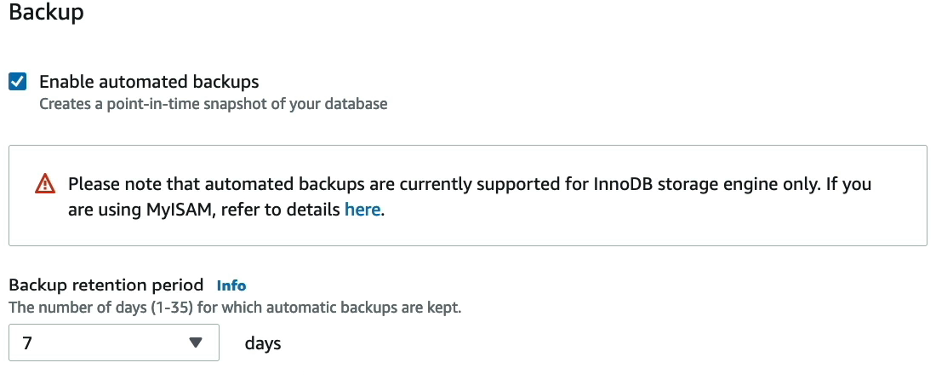 Backup
Enable automated backups
Creates a point-in-time snapshot of your database
Please note that automated backups are currently supported for InnoDB storage engine only. If you
are using MyISAM, refer to details here.
Backup retention period Info
The number of days (1-35) for which automatic backups are kept.
7 days